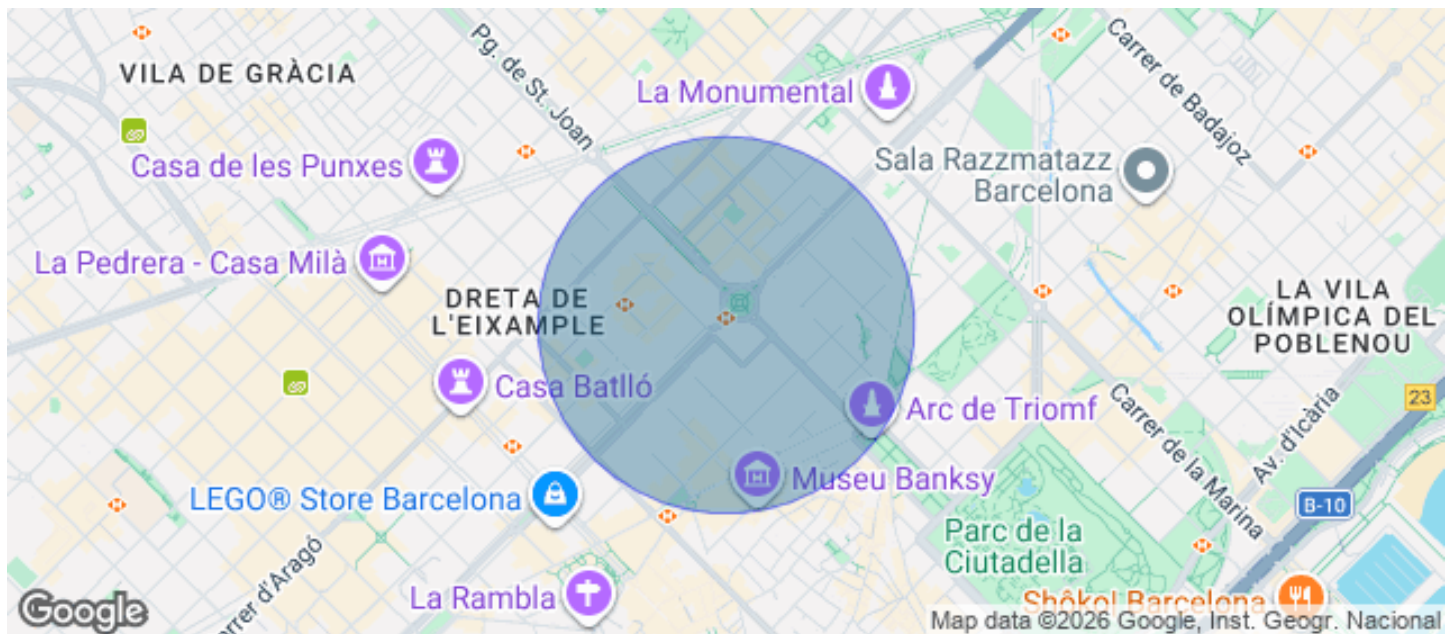 Pg. de St. Joan
VILA DE GRÀCIA
La Monumental
Carrer de Badajoz
Casa de les Punxes
Sala Razzmatazz
Barcelona
La Pedrera - Casa Milà
DRETA DE
L'EIXAMPLE
LA VILA
OLÍMPICA DEL
POBLENOU
Casa Batlló
Arc de Triomf
Carrer de la Marina
Av. d'Icària
23
LEGO® Store Barcelona
Museu Banksy
B-10
Parc de la
Ciutadella
La Rambla
Carrer d'Aragó
Shôko! Barcelona
Google
Map data ©2026 Google, Inst. Geogr. Nacional